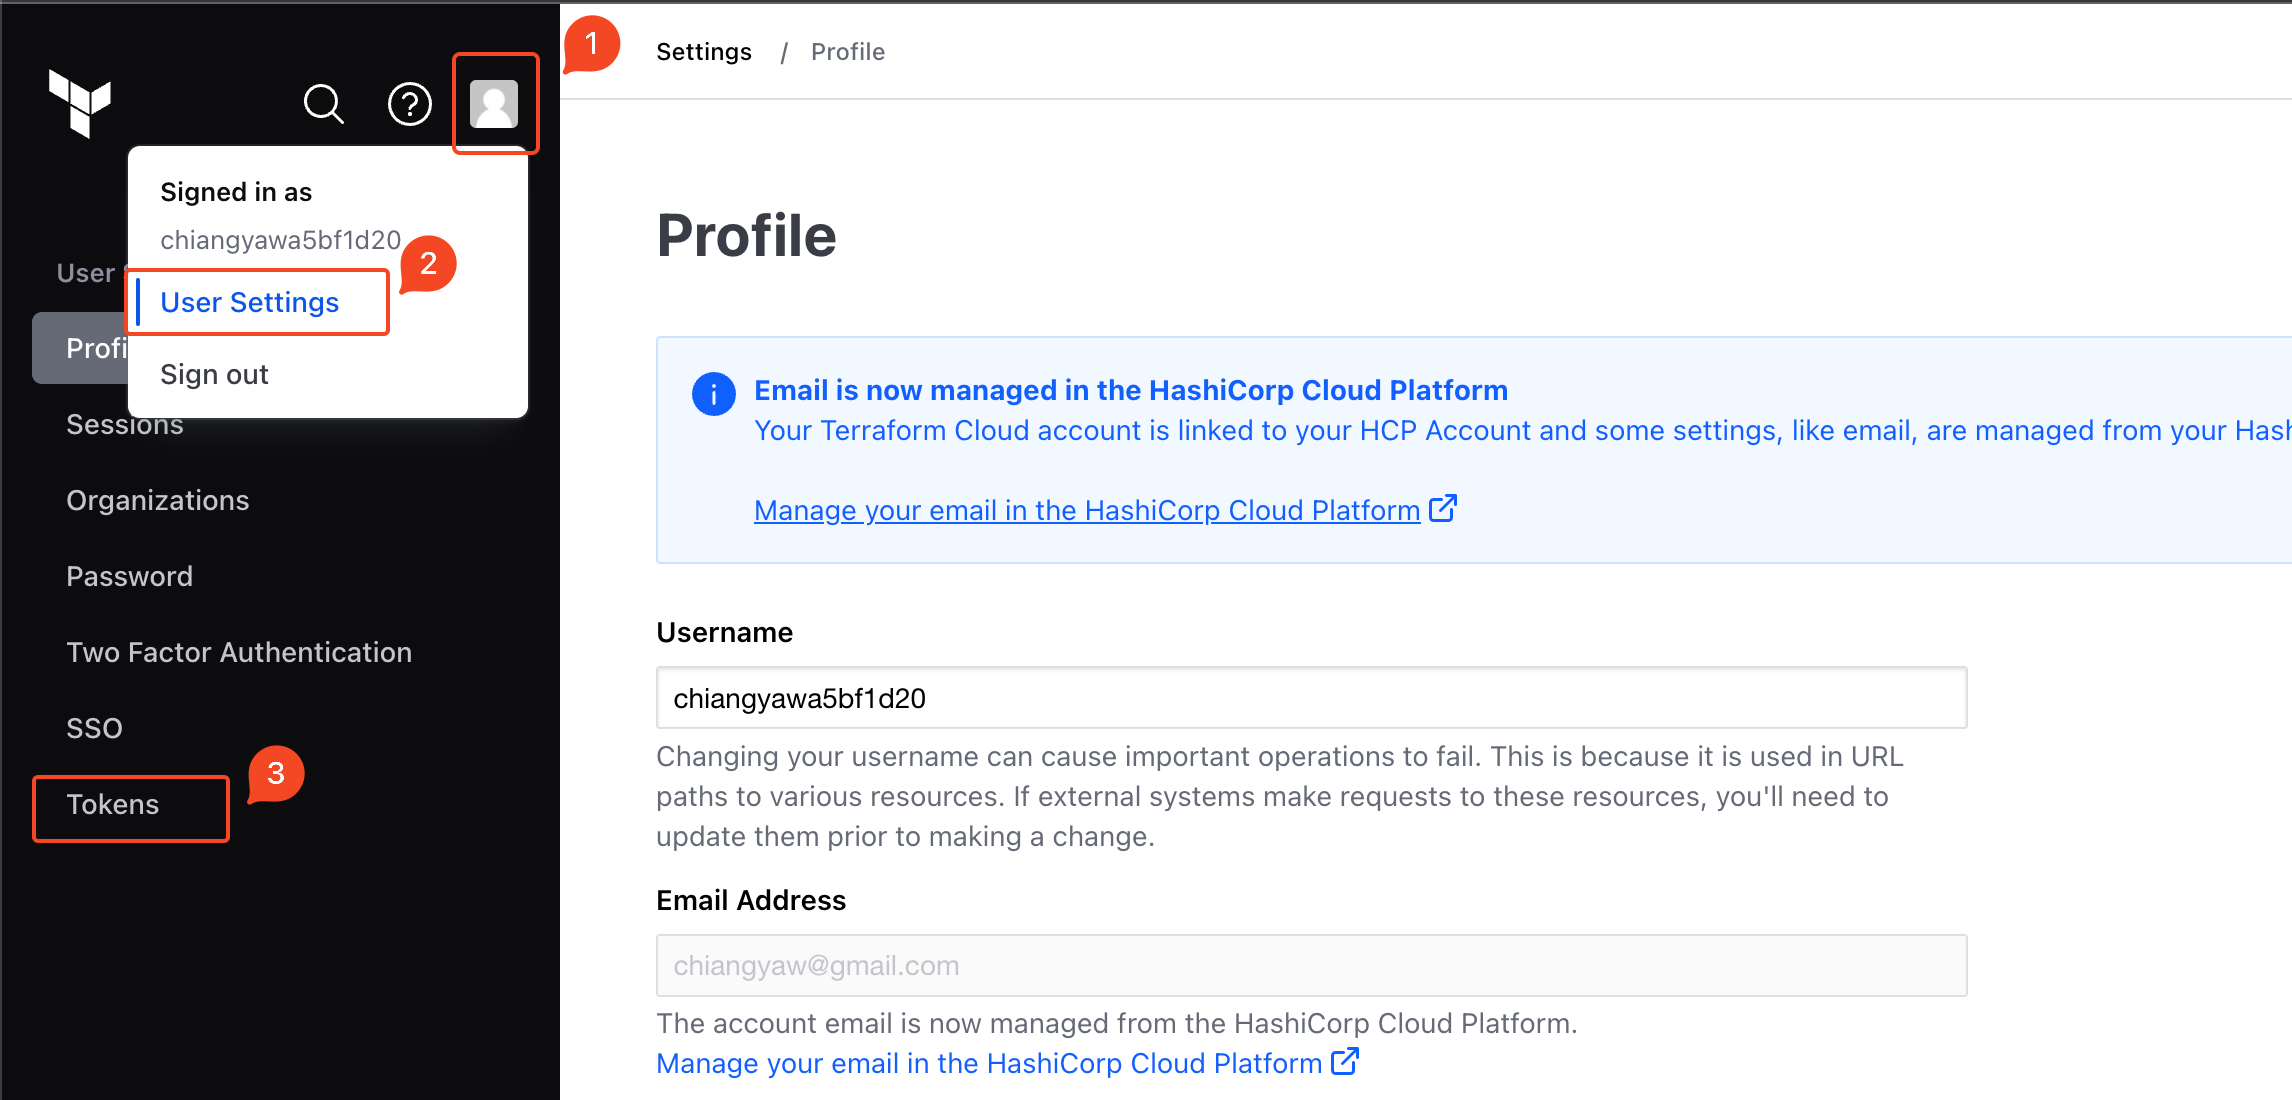 1
Settings / Profile
Signed in as
chiangyawa5bf1d20
2
User
User Settings
Profi
Sign out
Sessions
Organizations
Password
Two Factor Authentication
SSO
3
Tokens
Profile
Email is now managed in the HashiCorp Cloud Platform
Your Terraform Cloud account is linked to your HCP Account and some settings, like email, are managed from your Hash
Manage your email in the HashiCorp Cloud Platform
Username
chiangyawa5bf1d20
Changing your username can cause important operations to fail. This is because it is used in URL
paths to various resources. If external systems make requests to these resources, you'll need to
update them prior to making a change.
Email Address
chiangyaw@gmail.com
The account email is now managed from the HashiCorp Cloud Platform.
Manage your email in the HashiCorp Cloud Platform